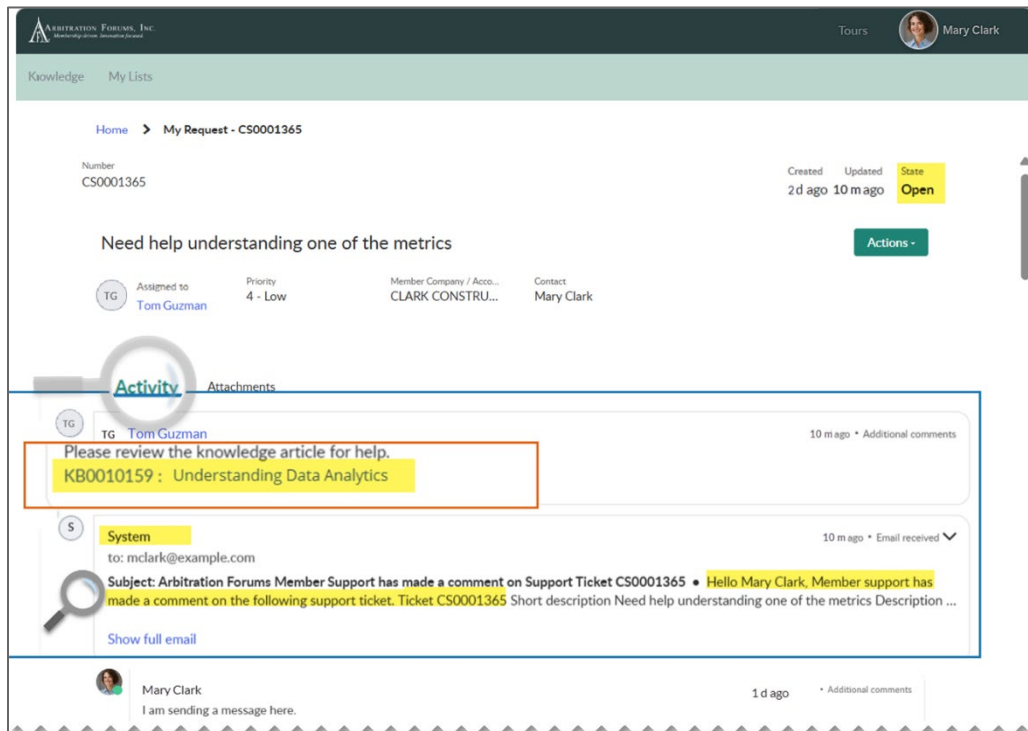 ARBITRATION FORUMS, INC.
Membership driven. Innovation focused.
Tours
Mary Clark
Knowledge My Lists
Home > My Request - CS0001365
Number
CS0001365
Created Updated State
2d ago 10 m ago Open
Need help understanding one of the metrics
Actions
TG
Assigned to
Tom Guzman
Priority
4 - Low
Member Company / Acco...
CLARK CONSTRU...
Contact
Mary Clark
Activity Attachments
TG
TG Tom Guzman
10 m ago • Additional comments
Please review the knowledge article for help.
KB0010159 : Understanding Data Analytics
S
System
10 m ago • Email received
to: mclark@example.com
Subject: Arbitration Forums Member Support has made a comment on Support Ticket CS0001365 • Hello Mary Clark, Member support has
made a comment on the following support ticket. Ticket CS0001365 Short description Need help understanding one of the metrics Description ...
Show full email
Mary Clark
1 d ago • Additional comments
I am sending a message here.